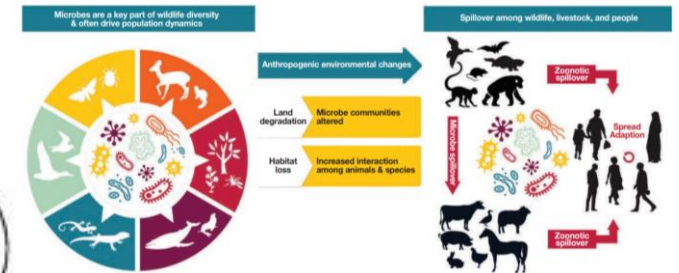 Microbes are a key part of wildlife diversity
& often drive population dynamics
Anthropogenic environmental changes
Land
degradation
Microbe communities
altered
Habitat
loss
Increased interaction
among animals & species
Spillover among wildlife, livestock, and people
Zoonotic
spillover
Microbe spillover
Spread
Adaption
Zoonotic
spillover